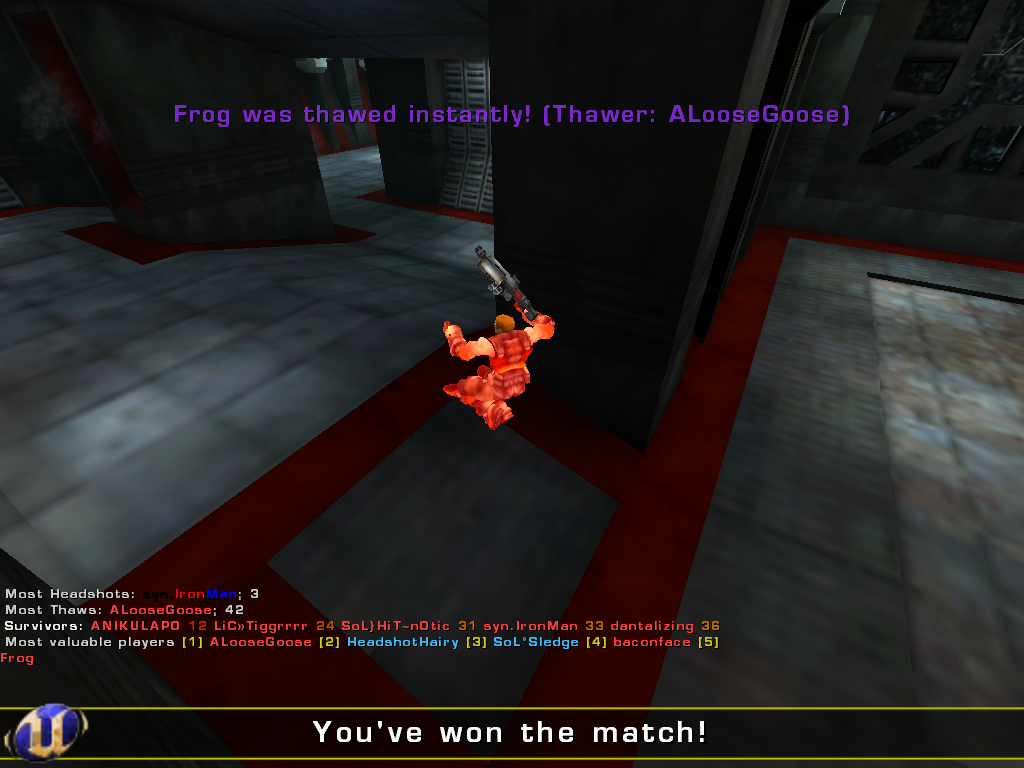 Frog was thawed instantly! (Thawer: ALooseGoose)
Most Headshots: syn.IronMan; 3
Most Thaws: ALooseGoose; 42
Survivors: ANIKULAPO 12 LiC»Tiggrrrr 24 SoL}HiT~nOtic 31 syn.IronMan 33 dantalizing 36
Most valuable players [1] ALooseGoose [2] HeadshotHairy [3] SoL°Sledge [4] baconface [5]
Frog
You've won the match!